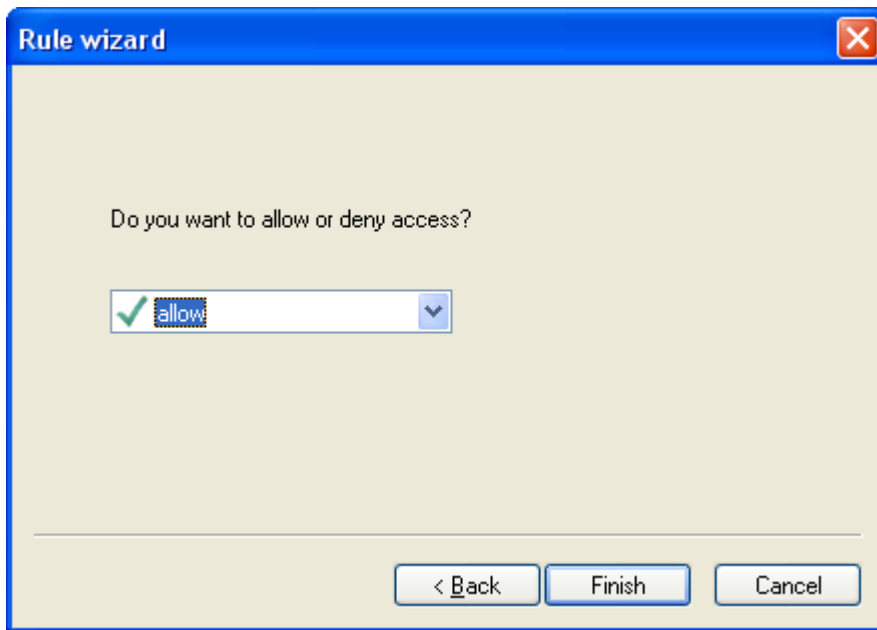 Rule wizard
Do you want to allow or deny access?
allow
< Back
Finish
Cancel